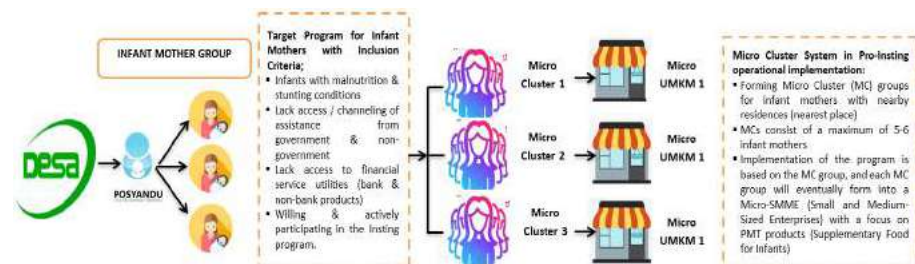 DESA
POSYANDU
INFANT MOTHER GROUP
Target Program for Infant
Mothers with Inclusion
Criteria;
▪ Infants with malnutrition &
stunting conditions
▪ Lack access / channeling of
assistance from
government & non-
government
▪ Lack access to financial
service utilities (bank &
non-bank products)
▪ Willing & actively
participating in the Insting
program.
Micro
Cluster 1
Micro
UMKM 1
Micro
Cluster 2
Micro
UMKM 1
Micro
Cluster 3
Micro
UMKM 1
Micro Cluster System in Pro-Insting
operational implementation:
▪ Forming Micro Cluster (MC) groups
for infant mothers with nearby
residences (nearest place)
▪ MCs consist of a maximum of 5-6
infant mothers
▪ Implementation of the program is
based on the MC group, and each MC
group will eventually form into a
Micro-SMME (Small and Medium-
Sized Enterprises) with a focus on
PMT products (Supplementary Food
for Infants)